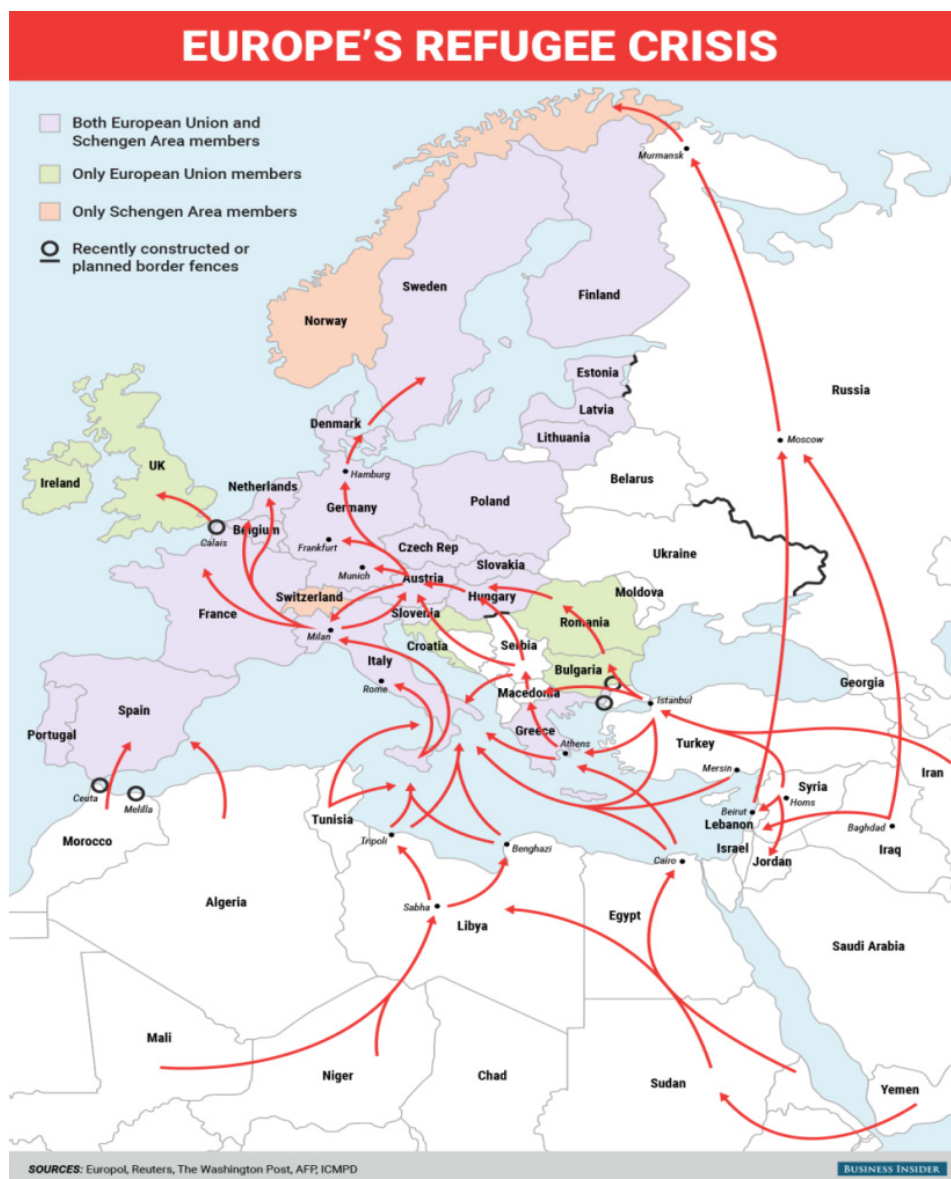 EUROPE'S REFUGEE CRISIS
Both European Union and
Schengen Area members
Only European Union members
Only Schengen Area members
Recently constructed or
planned border fences
Murmansk
Sweden
Finland
Norway
Estonia
Russia
Latvia
Denmark
Lithuania
Moscow
Ireland
UK
Hamburg
Netherlands
Belarus
Poland
Germany
Calais
Belgium
Frankfurt
Czech Rep
Ukraine
Slovakia
Munich
Austria
Moldova
Switzerland
Hungary
France
Slovenia
Romania
Milan
Croatia
Serbia
Italy
Bulgaria
Georgia
Rome
Macedonia
Istanbul
Spain
Portugal
Greece
Athens
Turkey
Mersin
Iran
Syria
Ceuta
Melilla
Homs
Beirut
Tunisia
Lebanon
Baghdad
Morocco
Tripoli
Benghazi
Israel
Iraq
Cairo
Jordan
Algeria
Sabha
Libya
Egypt
Saudi Arabia
Mali
Niger
Chad
Sudan
Yemen
SOURCES: Europol, Reuters, The Washington Post, AFP, ICMPD
BUSINESS INSIDER